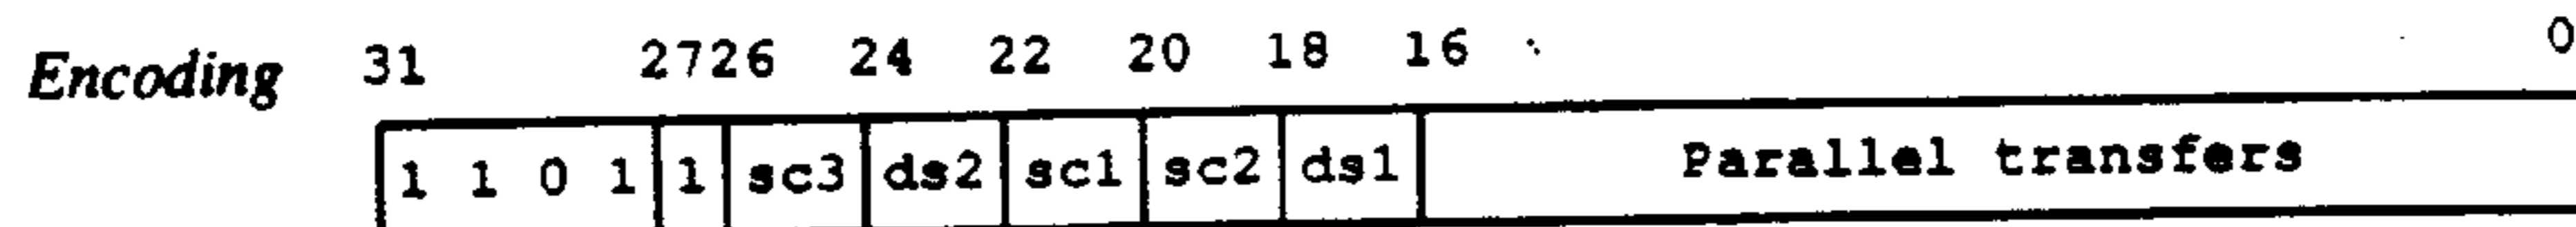 Encoding 31 2726 24 22 20 18 16 0
1 1 0 1 1 sc3 ds2 sc1 sc2 ds1 Parallel transfers